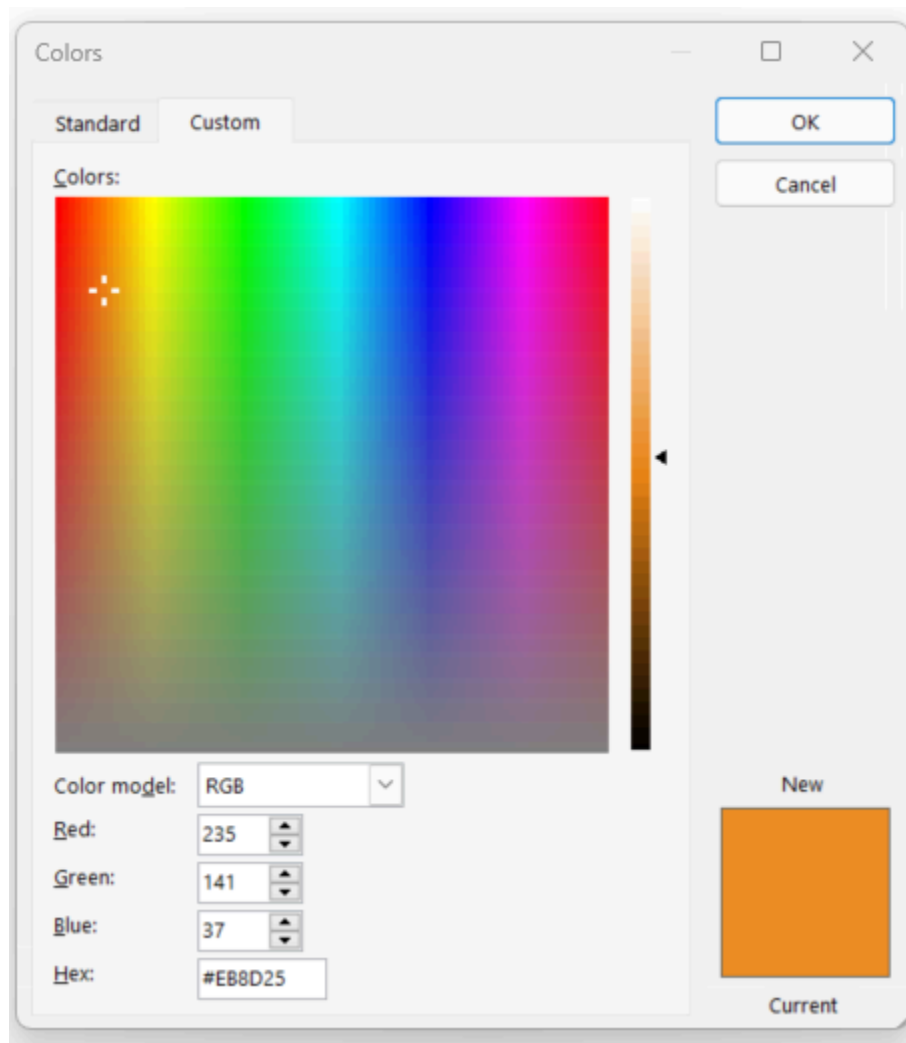 Colors
Standard Custom
OK
Cancel
Colors:
Color model: RGB
Red: 235
Green: 141
Blue: 37
Hex: #EB8D25
New
Current